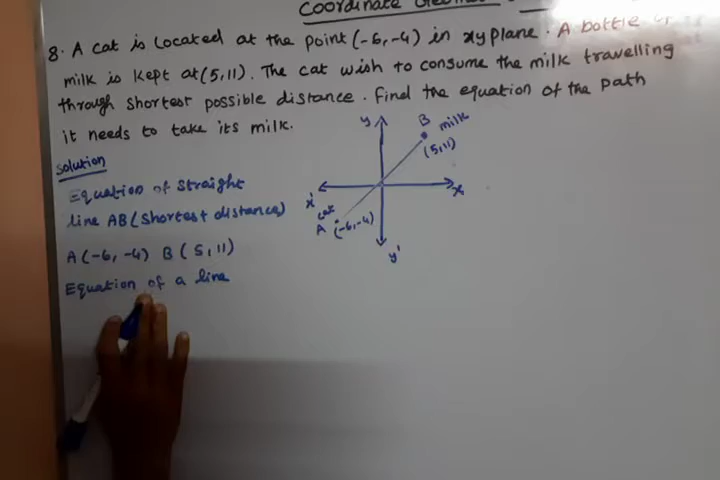 Coordinate Geome
8. A cat is located at the point (-6,-4) in xy plane. A bottle
milk is kept at (5,11). The cat wish to consume the milk travelling
through shortest possible distance. Find the equation of the path
it needs to take its milk.
Solution
Equation of straight
line AB (shortest distance)
A(-6,-4) B(5,11)
Equation of a line
y
B milk
(5,11)
x'
x
cat
A (-6,-4)
y'